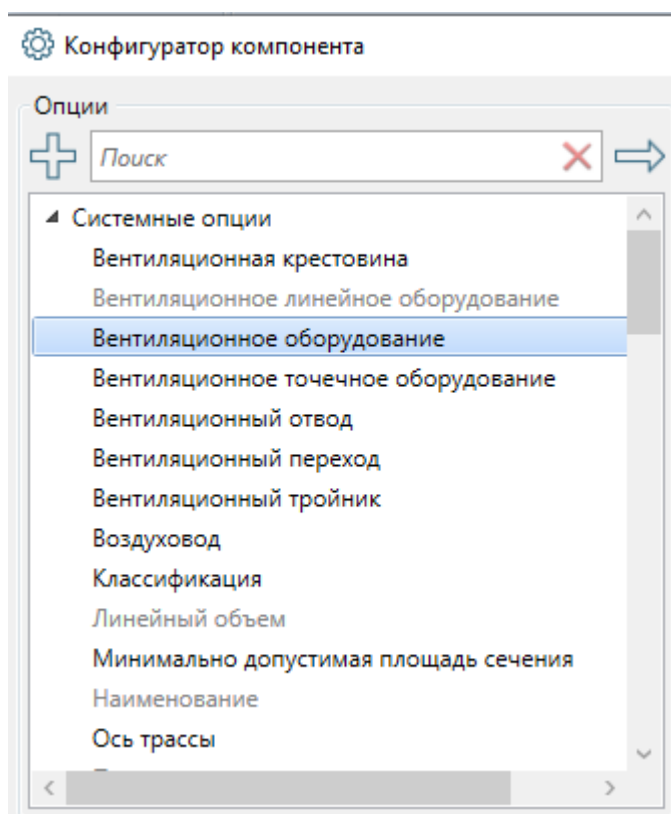 Конфигуратор компонента
Опции
Поиск
Системные опции
Вентиляционная крестовина
Вентиляционное линейное оборудование
Вентиляционное оборудование
Вентиляционное точечное оборудование
Вентиляционный отвод
Вентиляционный переход
Вентиляционный тройник
Воздуховод
Классификация
Линейный объем
Минимально допустимая площадь сечения
Наименование
Ось трассы